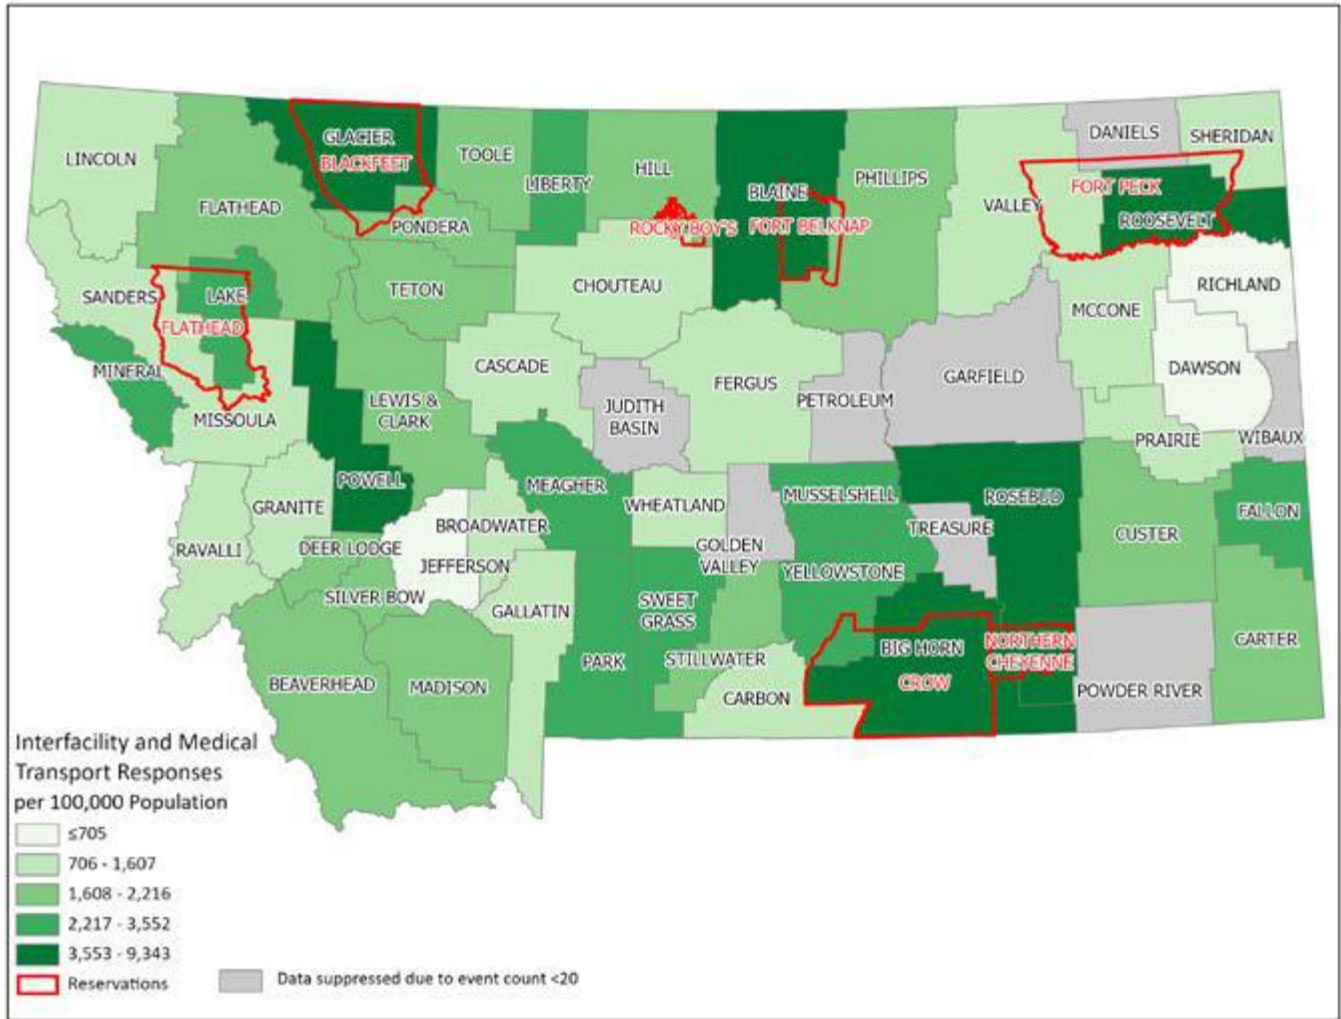 DANIELS
SHERIDAN
GLACIER
BLACKFEET
LINCOLN
TOOLE
HILL
LIBERTY
BLAINE
PHILLIPS
FORT PECK
FLATHEAD
VALLEY
ROOSEVELT
PONDERA
ROCKY BOY'S
FORT BELKNAP
SANDERS
LAKE
TETON
CHOUTEAU
RICHLAND
MCCONE
FLATHEAD
MINERAL
CASCADE
FERGUS
GARFIELD
DAWSON
MISSOULA
LEWIS &
CLARK
JUDITH
BASIN
PETROLEUM
PRAIRIE
WIBAUX
POWELL
MEAGHER
MUSSELSHELL
ROSEBUD
GRANITE
WHEATLAND
FALLON
BROADWATER
TREASURE
CUSTER
RAVALLI
DEER LODGE
JEFFERSON
GOLDEN
VALLEY
YELLOWSTONE
SILVER BOW
GALLATIN
SWEET
GRASS
BIG HORN
NORTHERN
CHEYENNE
CARTER
PARK
STILLWATER
BEAVERHEAD
MADISON
CARBON
CROW
POWDER RIVER
Interfacility and Medical
Transport Responses
per 100,000 Population
≤705
706 - 1,607
1,608 - 2,216
2,217 - 3,552
3,553 - 9,343
Reservations
Data suppressed due to event count <20